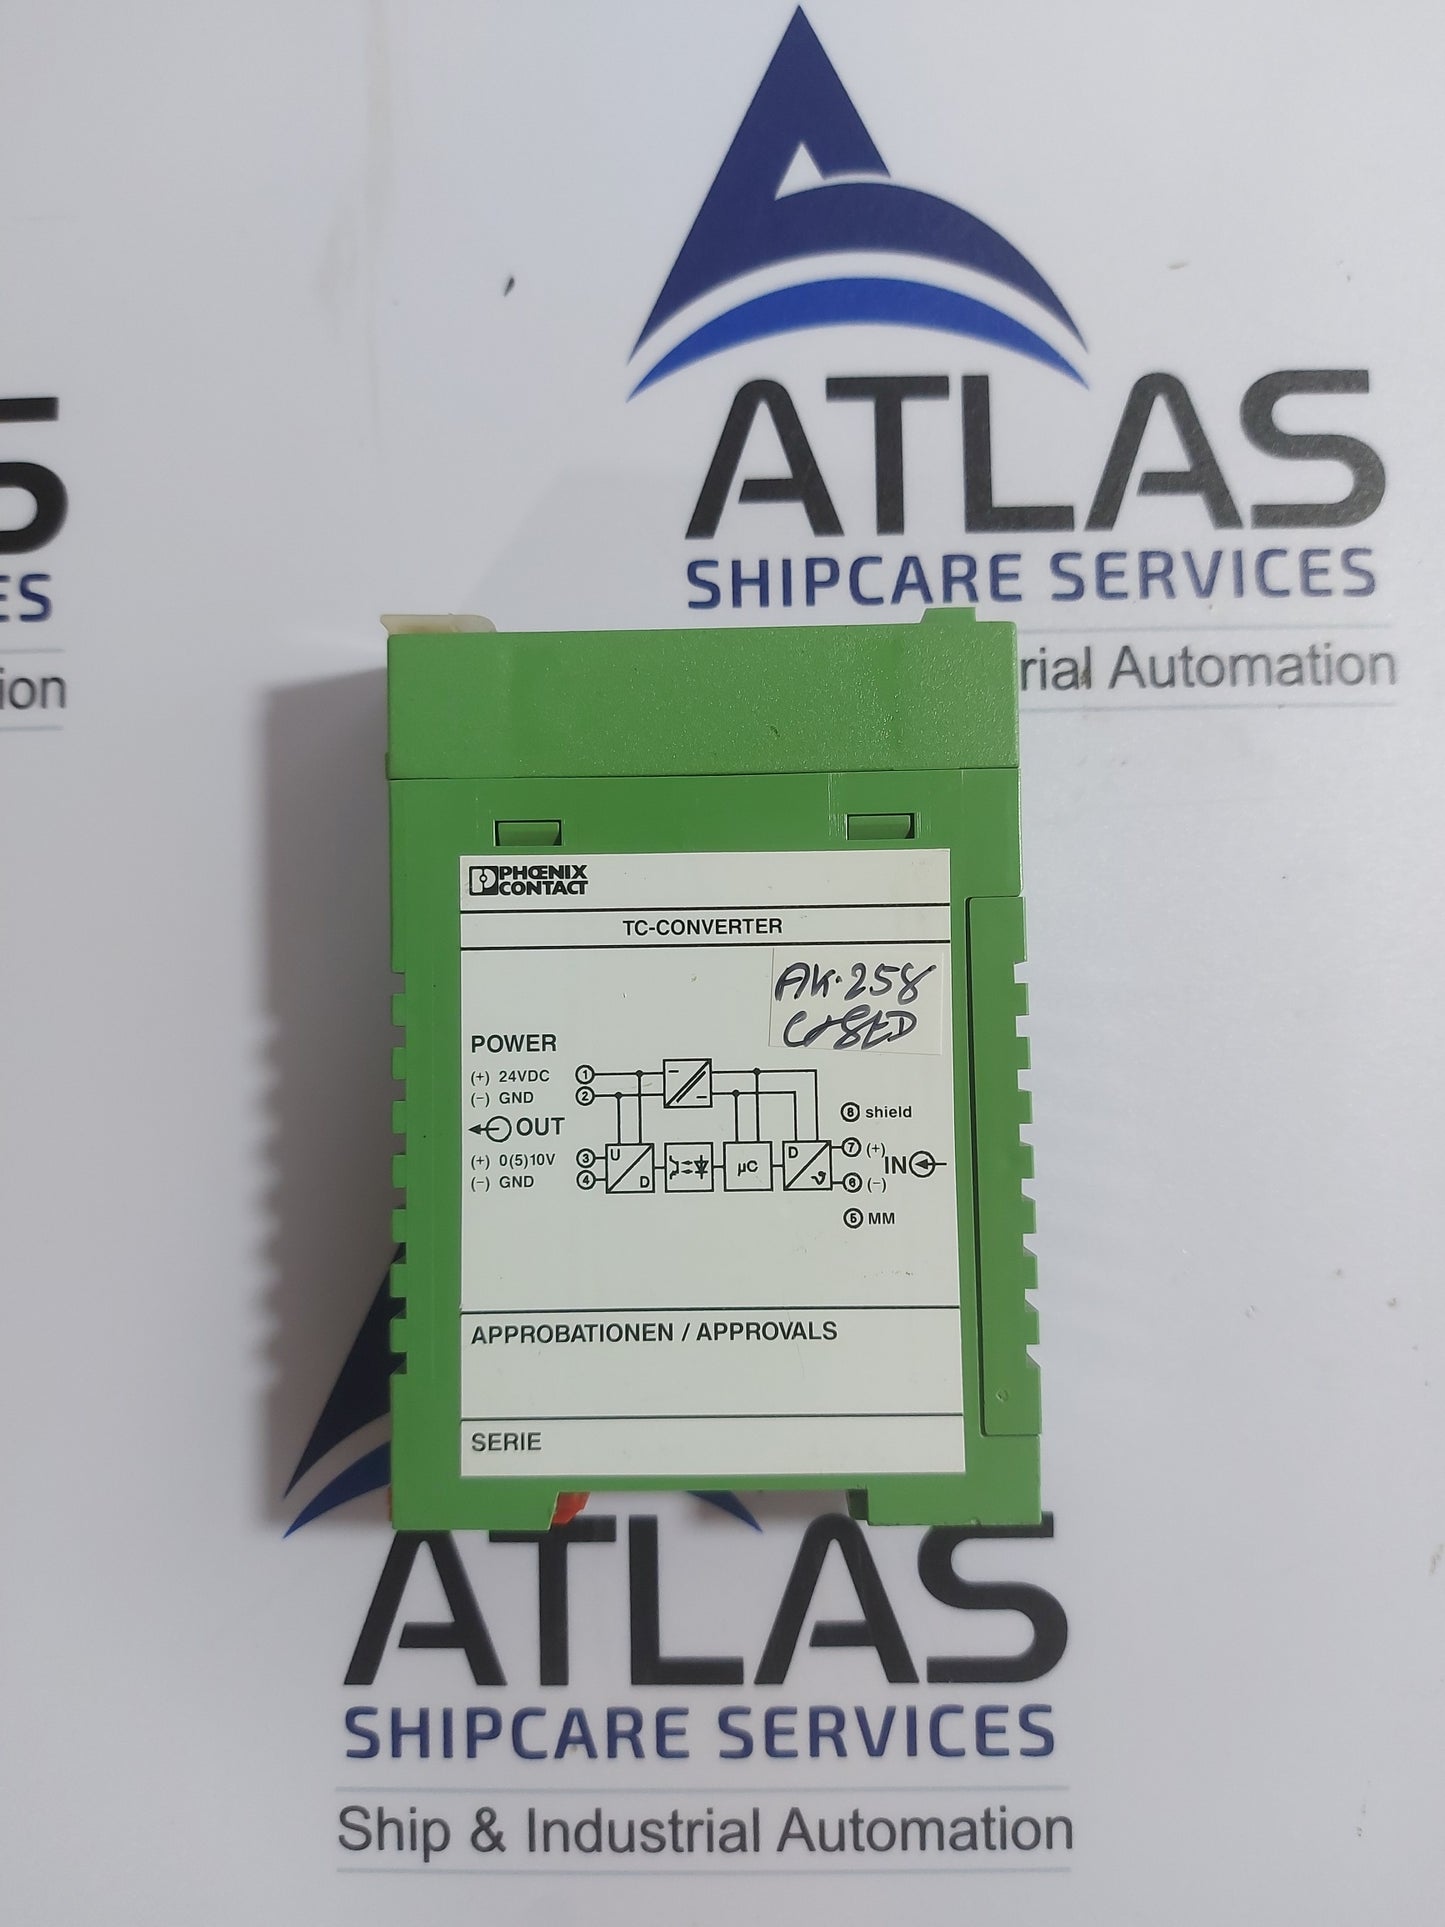 ATLAS
SHIPCARE SERVICES
rial Automation
S
ES
ion
PHŒNIX
CONTACT
TC-CONVERTER
AK-258
USED
POWER
(+) 24VDC 1
(-) GND 2
OUT
(+) 0(5)10V 3
(-) GND 4
U
D
µC
D
ϑ
8 shield
7 (+)
IN
6 (-)
5 MM
APPROBATIONEN / APPROVALS
SERIE
ATLAS
SHIPCARE SERVICES
Ship & Industrial Automation